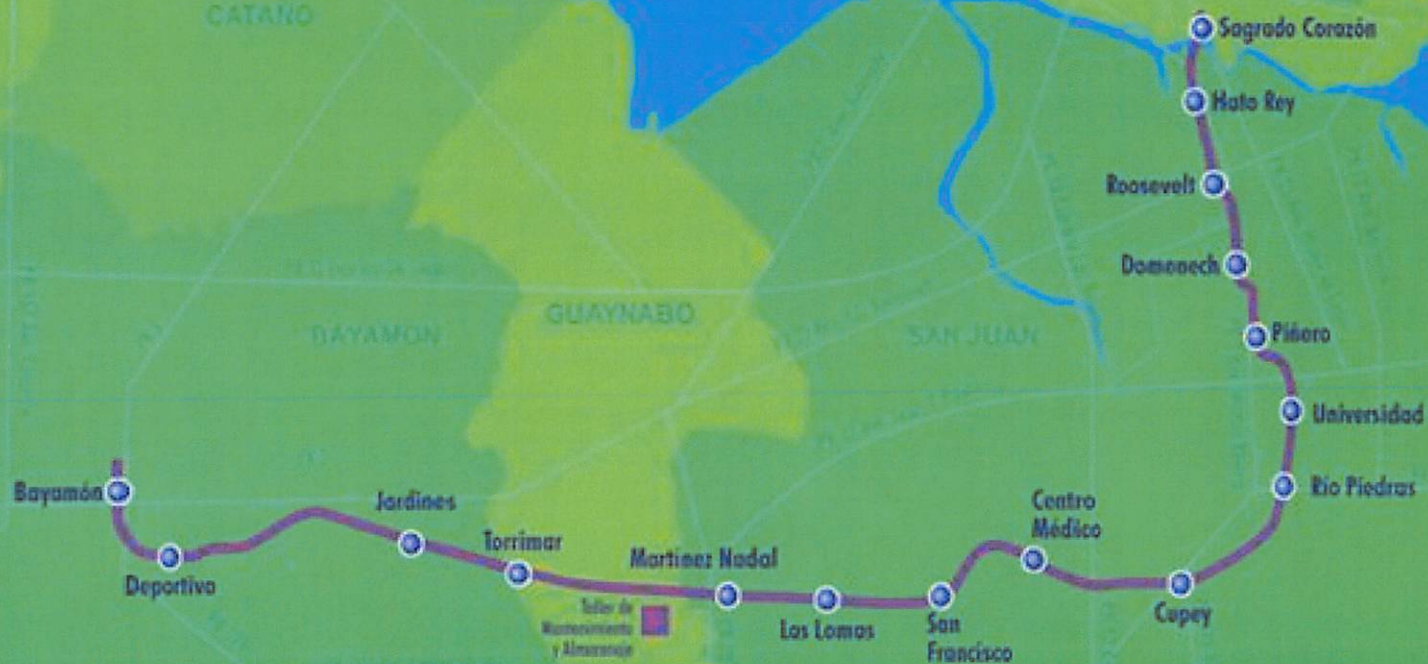 CATAÑO
Sagrado Corazón
Hato Rey
Roosevelt
Domenech
GUAYNABO
BAYAMÓN
SAN JUAN
Piñero
Universidad
Bayamón
Río Piedras
Jardines
Centro
Médico
Torrimar
Martínez Nadal
Deportivo
Taller de
Mantenimiento
y Almacenaje
Las Lomas
San
Francisco
Cupey